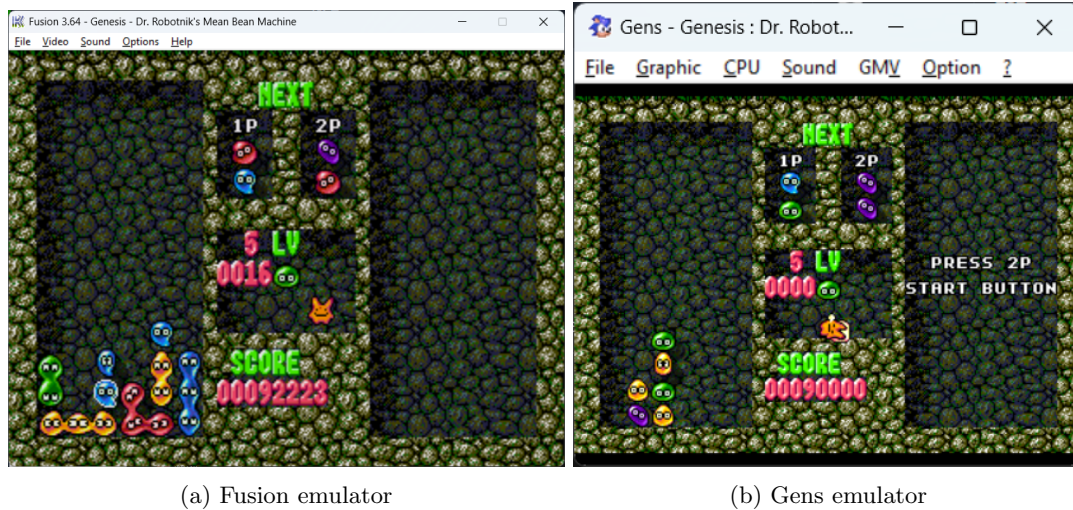 Fusion 3.64 - Genesis - Dr. Robotnik's Mean Bean Machine
File Video Sound Options Help
NEXT
1P 2P
5 LV
0016
SCORE
00092223
(a) Fusion emulator
Gens - Genesis : Dr. Robot...
File Graphic CPU Sound GMV Option ?
NEXT
1P 2P
5 LV
0000
PRESS 2P
START BUTTON
SCORE
00090000
(b) Gens emulator